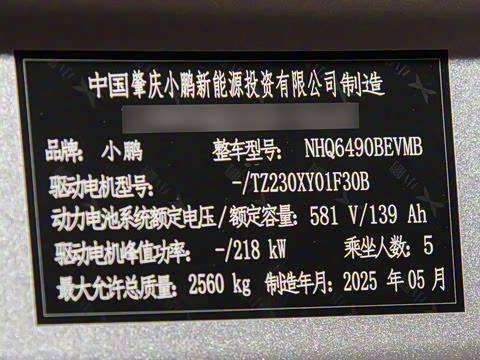 中国肇庆小鹏新能源投资有限公司制造
品牌: 小鹏 整车型号: NHQ6490BEVMB
驱动电机型号: -/TZ230XY01F30B
动力电池系统额定电压/额定容量: 581 V/139 Ah
驱动电机峰值功率: -/218 kW 乘坐人数: 5
最大允许总质量: 2560 kg 制造年月: 2025 年 05 月